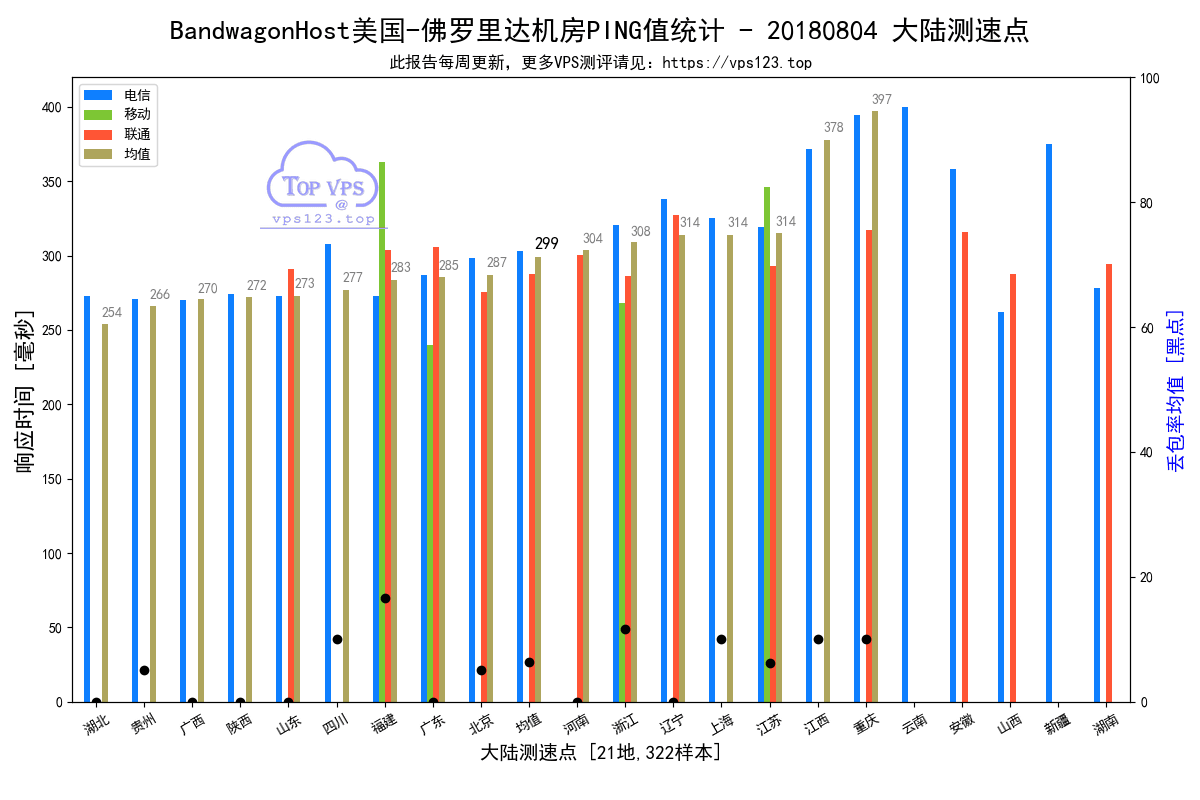 BandwagonHost美国-佛罗里达机房PING值统计 - 20180804 大陆测速点
此报告每周更新，更多VPS测评请见：https://vps123.top
电信
移动
联通
均值
TOP VPS
@
vps123.top
响应时间 [毫秒]
400
350
300
250
200
150
100
50
0
254
266
270
272
273
277
283
285
287
299
304
308
314
314
314
378
397
100
80
60
40
20
0
丢包率均值 [黑点]
湖北 贵州 广西 陕西 山东 四川 福建 广东 北京 均值 河南 浙江 辽宁 上海 江苏 江西 重庆 云南 安徽 山西 新疆 湖南
大陆测速点 [21地,322样本]